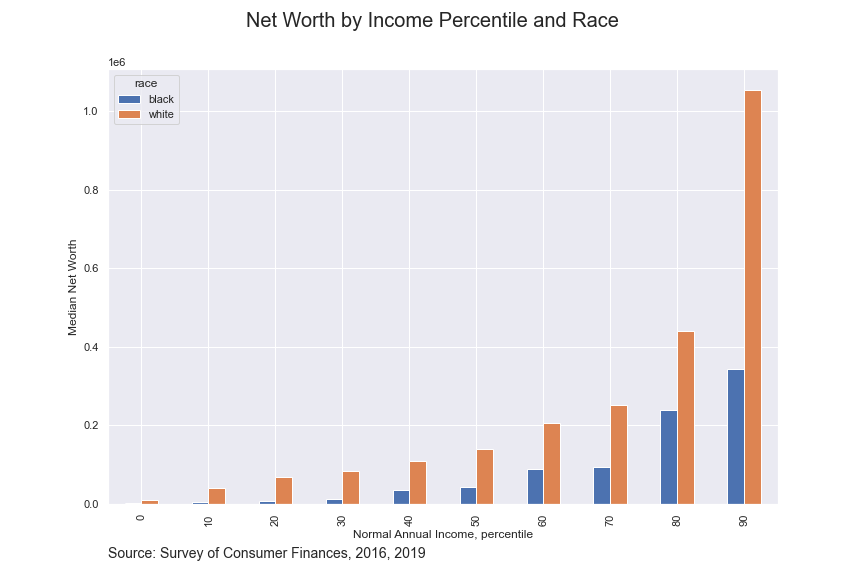 Net Worth by Income Percentile and Race
1e6
race
black
white
1.0
0.8
0.6
0.4
0.2
0.0
Median Net Worth
0 10 20 30 40 50 60 70 80 90
Normal Annual Income, percentile
Source: Survey of Consumer Finances, 2016, 2019